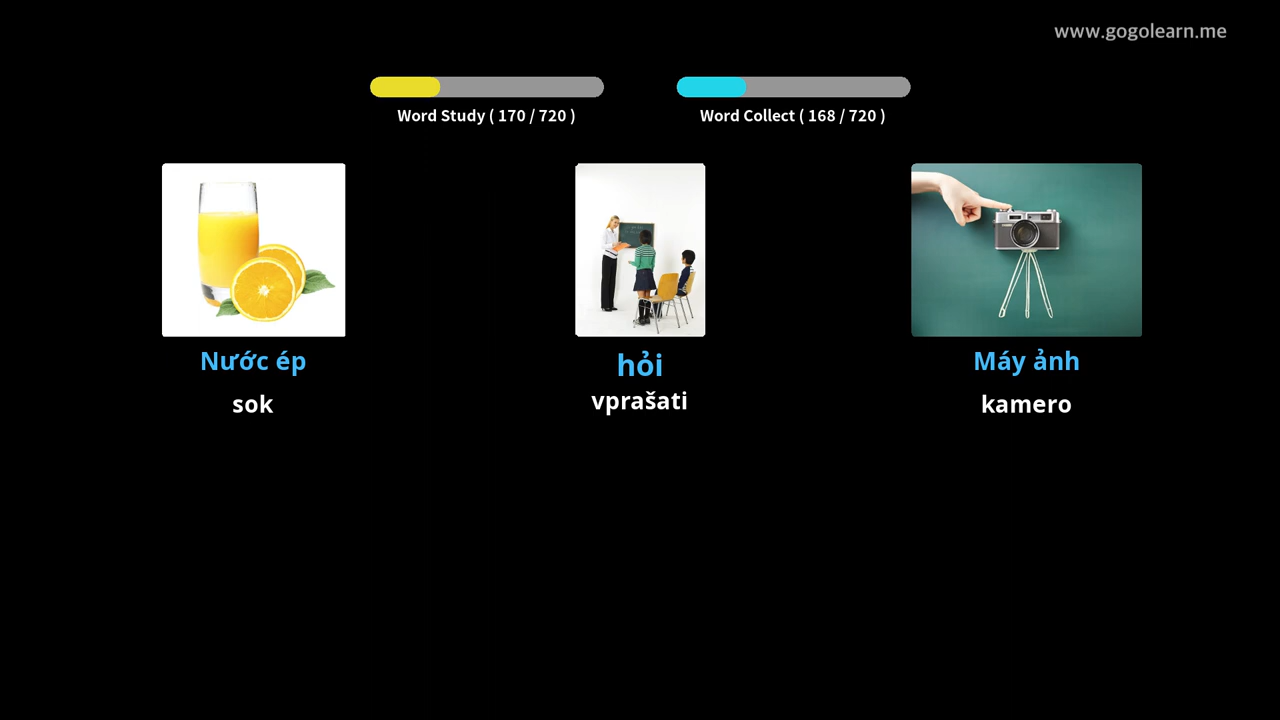 www.gogolearn.me
Word Study ( 170 / 720 )
Word Collect ( 168 / 720 )
Nước ép
hỏi
Máy ảnh
sok
vprašati
kamero